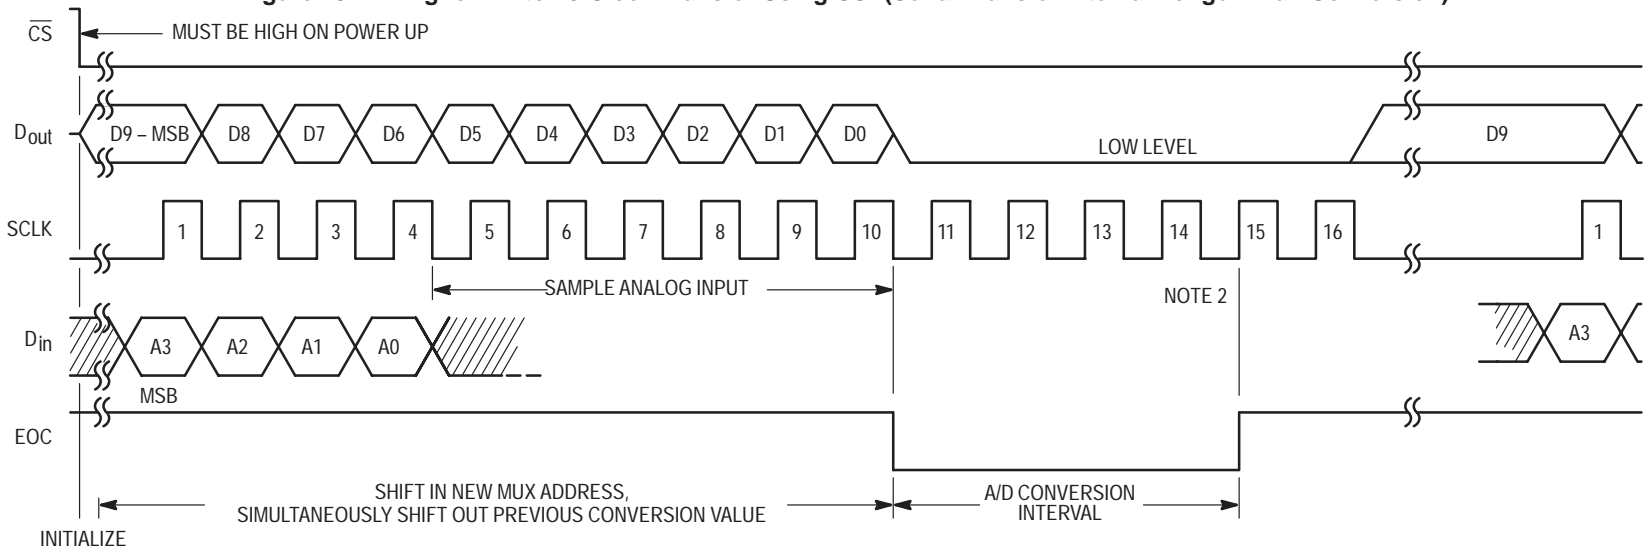 CS MUST BE HIGH ON POWER UP
Dout D9 – MSB D8 D7 D6 D5 D4 D3 D2 D1 D0 LOW LEVEL D9
SCLK 1 2 3 4 5 6 7 8 9 10 11 12 13 14 15 16 1
SAMPLE ANALOG INPUT
NOTE 2
Din A3 A2 A1 A0 A3
MSB
EOC
SHIFT IN NEW MUX ADDRESS,
SIMULTANEOUSLY SHIFT OUT PREVIOUS CONVERSION VALUE
A/D CONVERSION
INTERVAL
INITIALIZE